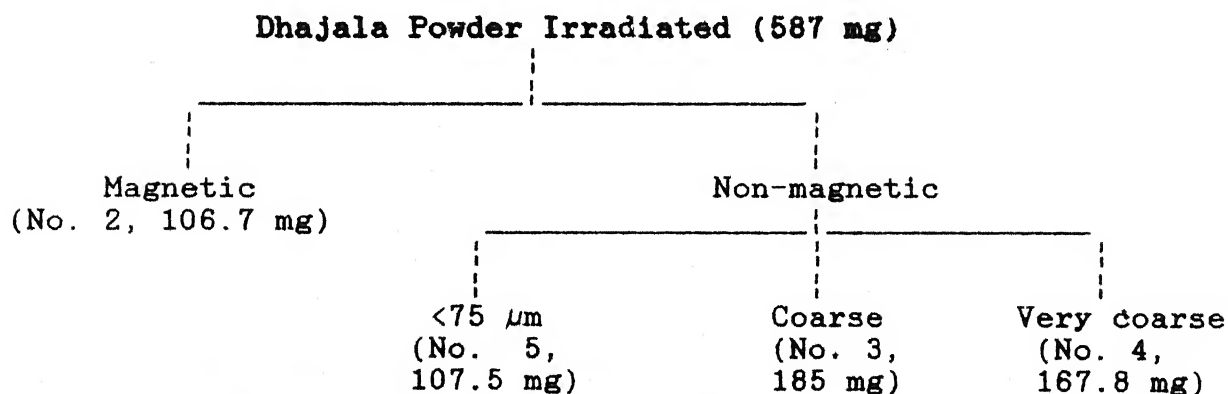 Dhajala Powder Irradiated (587 mg)
Magnetic
(No. 2, 106.7 mg)
Non-magnetic
<75 μm
(No. 5,
107.5 mg)
Coarse
(No. 3,
185 mg)
Very coarse
(No. 4,
167.8 mg)